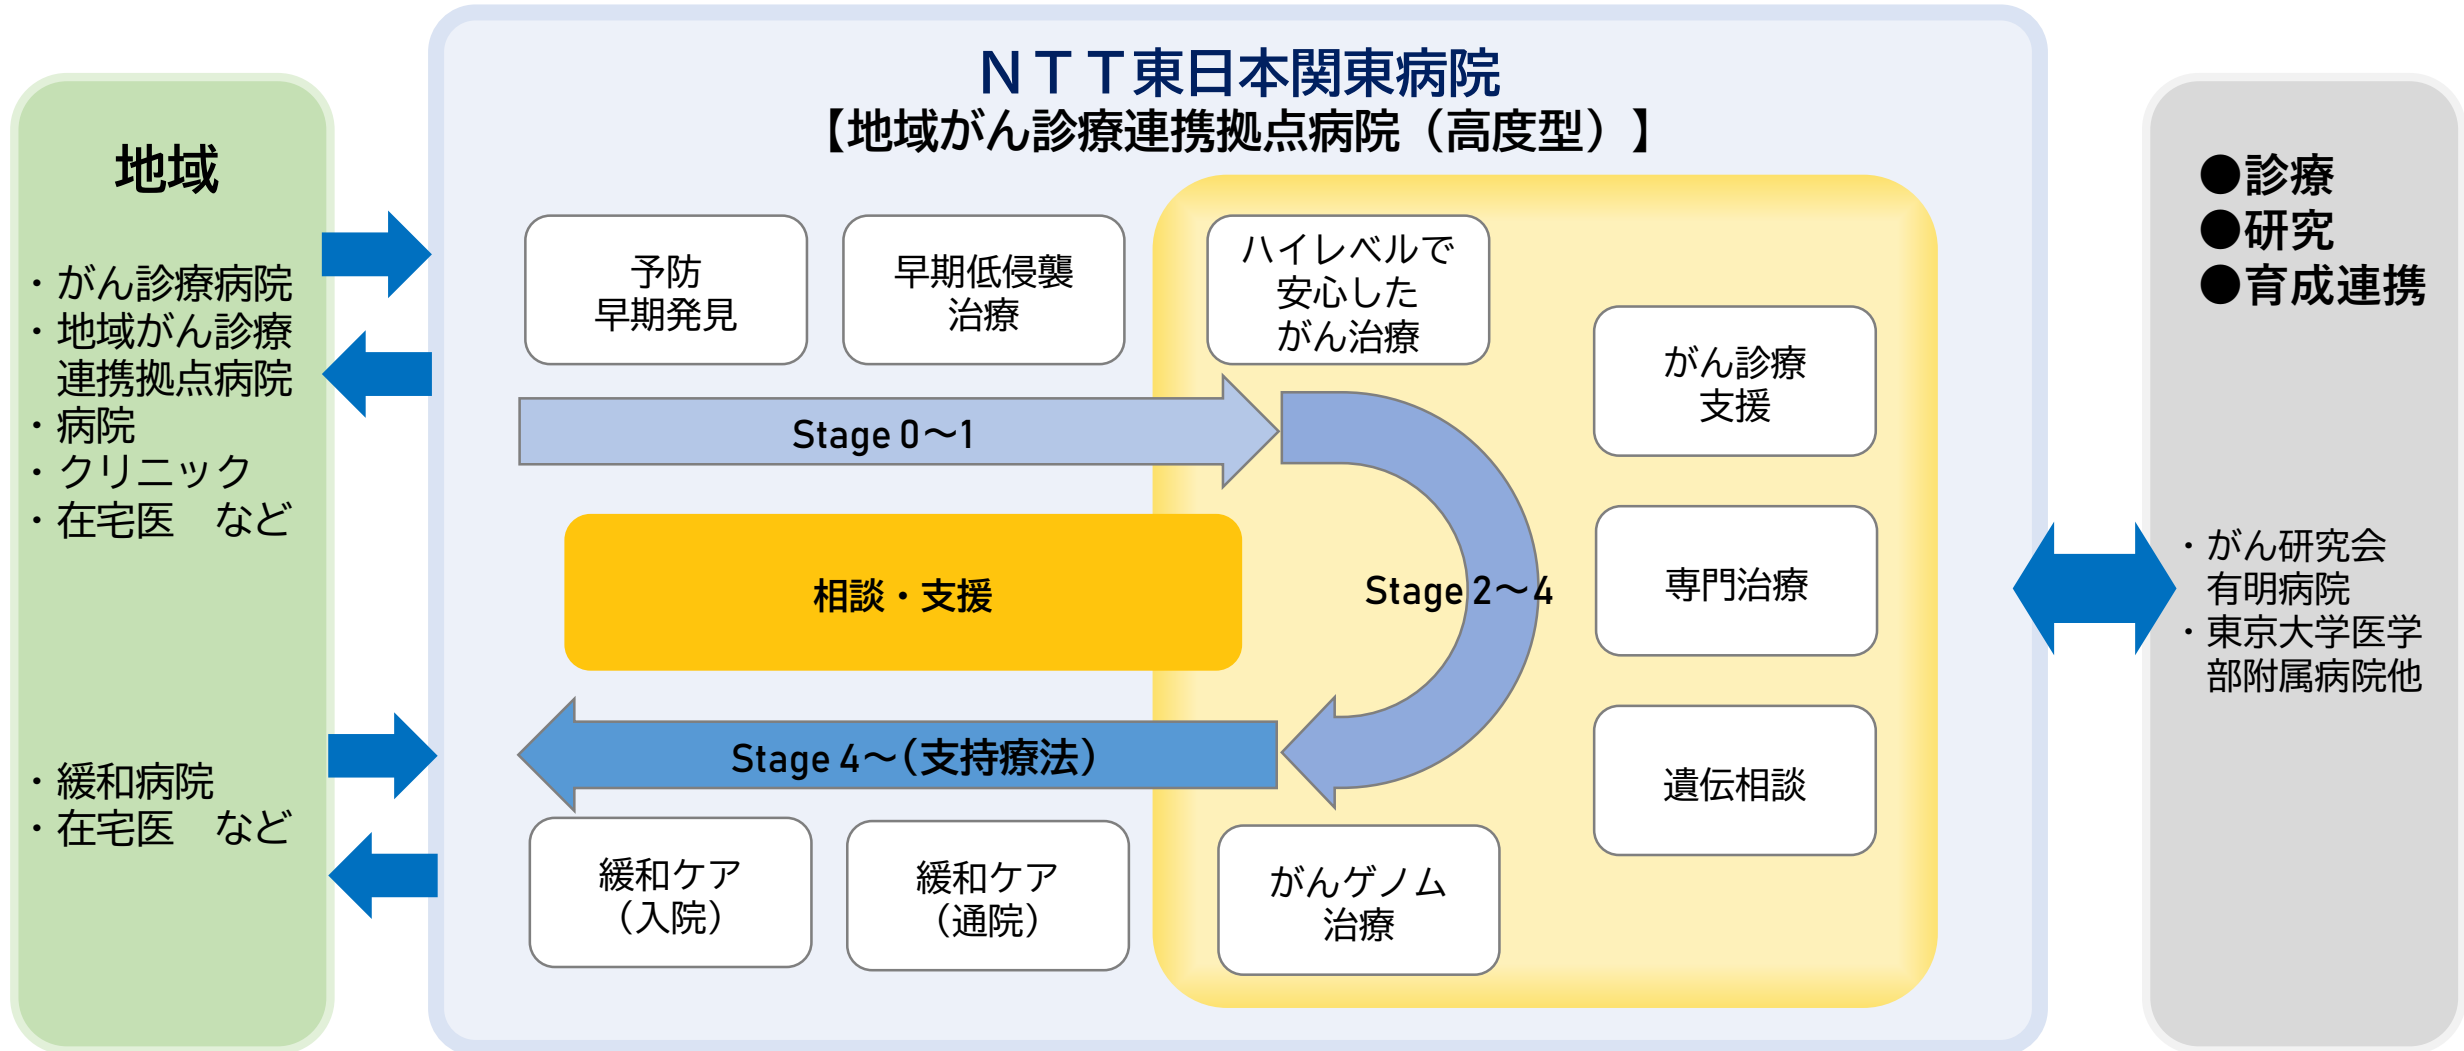 NTT東日本関東病院
【地域がん診療連携拠点病院（高度型）】
地域
・がん診療病院
・地域がん診療
連携拠点病院
・病院
・クリニック
・在宅医　など
・緩和病院
・在宅医　など
予防
早期発見
早期低侵襲
治療
ハイレベルで
安心した
がん治療
がん診療
支援
Stage 0～1
相談・支援
Stage 2～4
専門治療
Stage 4～（支持療法）
遺伝相談
緩和ケア
（入院）
緩和ケア
（通院）
がんゲノム
治療
●診療
●研究
●育成連携
・がん研究会
有明病院
・東京大学医学
部附属病院他